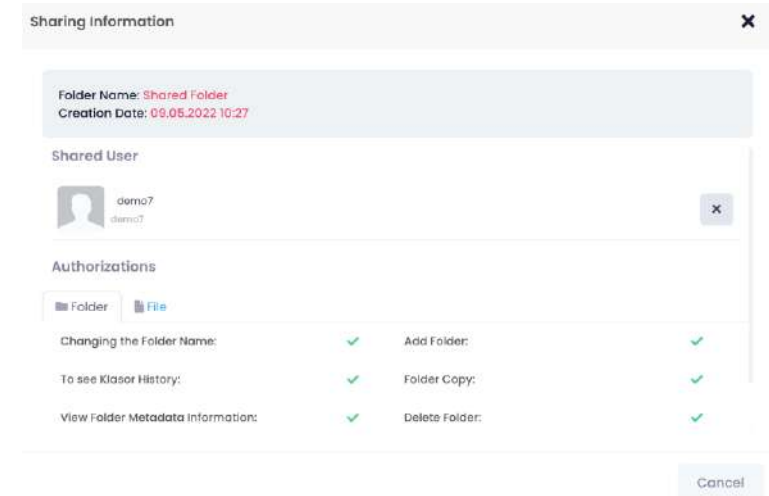 Sharing Information
Folder Name: Shared Folder
Creation Date: 09.05.2022 10:27
Shared User
demo7
demo7
Authorizations
Folder File
Changing the Folder Name: Add Folder:
To see Klasor History: Folder Copy:
View Folder Metadata Information: Delete Folder:
Cancel